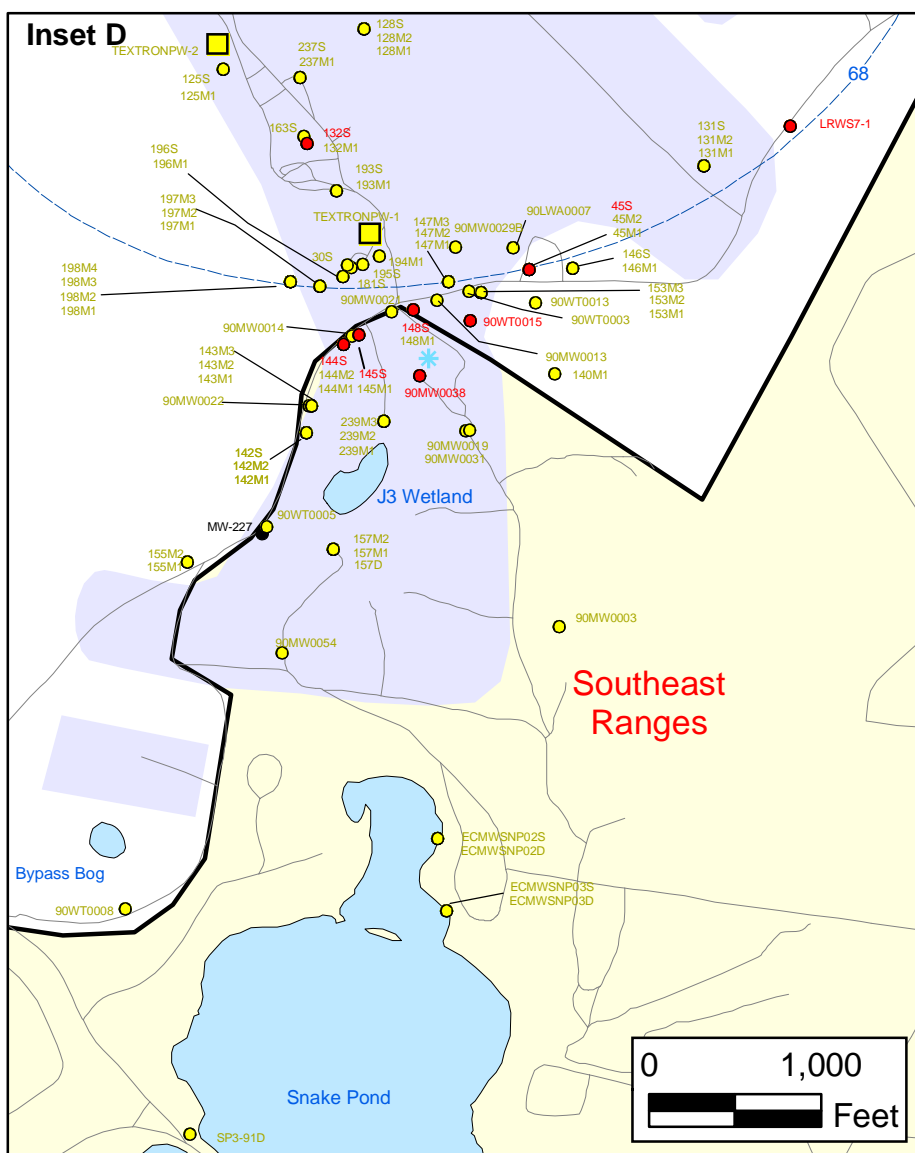 Inset D
TEXTRONPW-2
125S
125M1
128S
128M2
128M1
237S
237M1
68
LRWS7-1
163S
132S
132M1
131S
131M2
131M1
196S
196M1
193S
193M1
197M3
197M2
197M1
TEXTRONPW-1
147M3
147M2
147M1
90MW0029B
90LWA0007
45S
45M2
45M1
146S
146M1
30S
194M1
195S
181S
198M4
198M3
198M2
198M1
153M3
153M2
153M1
90MW0021
90WT0013
90WT0003
90WT0015
90MW0014
148S
148M1
90MW0013
140M1
143M3
143M2
143M1
144S
144M2
144M1
145S
145M1
90MW0038
90MW0022
239M3
239M2
239M1
90MW0019
90MW0031
142S
142M2
142M1
J3 Wetland
90WT0005
MW-227
155M2
155M1
157M2
157M1
157D
90MW0003
90MW0054
Southeast
Ranges
ECMWSNP02S
ECMWSNP02D
Bypass Bog
ECMWSNP03S
ECMWSNP03D
90WT0008
0
1,000
Feet
Snake Pond
SP3-91D